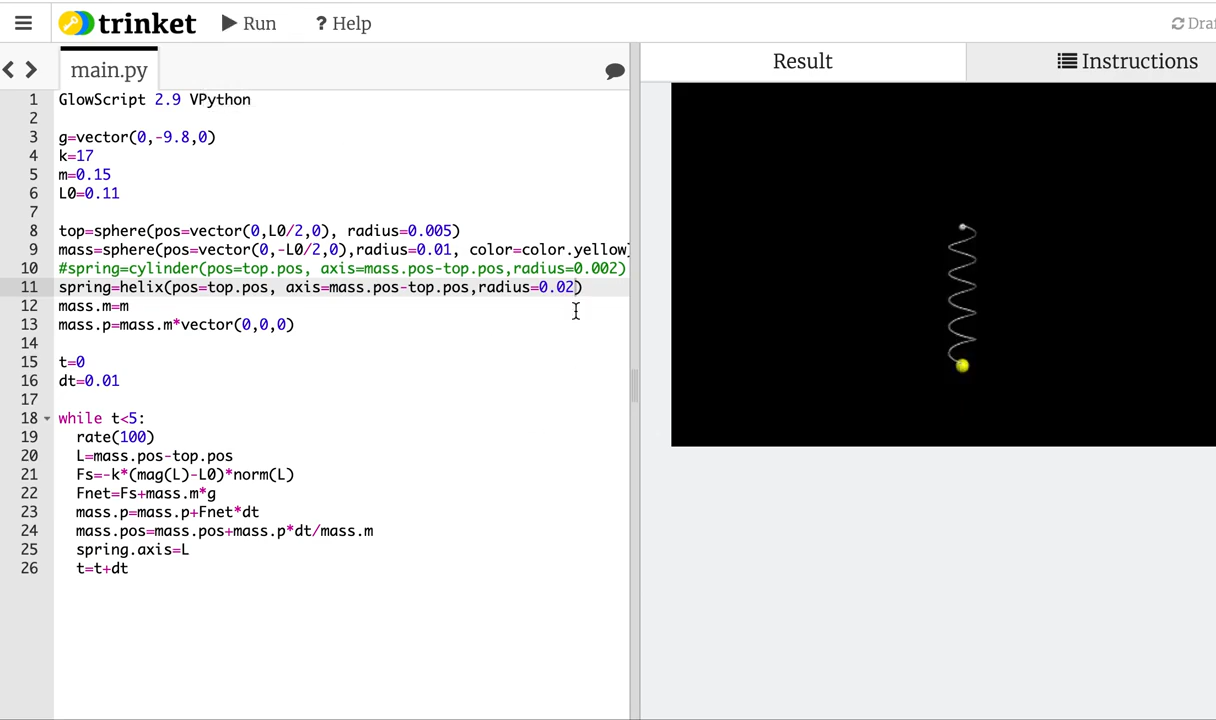 trinket
Run
? Help
Draf
main.py
Result
Instructions
1 GlowScript 2.9 VPython
2
3 g=vector(0,-9.8,0)
4 k=17
5 m=0.15
6 L0=0.11
7
8 top=sphere(pos=vector(0,L0/2,0), radius=0.005)
9 mass=sphere(pos=vector(0,-L0/2,0),radius=0.01, color=color.yellow)
10 #spring=cylinder(pos=top.pos, axis=mass.pos-top.pos,radius=0.002)
11 spring=helix(pos=top.pos, axis=mass.pos-top.pos,radius=0.02)
12 mass.m=m
13 mass.p=mass.m*vector(0,0,0)
14
15 t=0
16 dt=0.01
17
18 while t<5:
19 rate(100)
20 L=mass.pos-top.pos
21 Fs=-k*(mag(L)-L0)*norm(L)
22 Fnet=Fs+mass.m*g
23 mass.p=mass.p+Fnet*dt
24 mass.pos=mass.pos+mass.p*dt/mass.m
25 spring.axis=L
26 t=t+dt